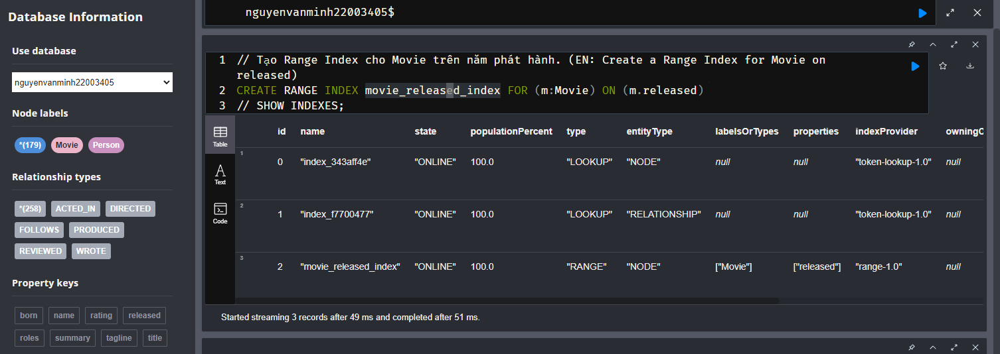 Database Information
Use database
nguyenvanminh22003405
Node labels
*(179) Movie Person
Relationship types
*(258) ACTED_IN DIRECTED
FOLLOWS PRODUCED
REVIEWED WROTE
Property keys
born name rating released
roles summary tagline title
nguyenvanminh22003405$
1 // Tạo Range Index cho Movie trên năm phát hành. (EN: Create a Range Index for Movie on
released)
2 CREATE RANGE INDEX movie_released_index FOR (m:Movie) ON (m.released)
3 // SHOW INDEXES;
Table
Text
Code
id name state populationPercent type entityType labelsOrTypes properties indexProvider owningC
1 0 "index_343aff4e" "ONLINE" 100.0 "LOOKUP" "NODE" null null "token-lookup-1.0" null
2 1 "index_f7700477" "ONLINE" 100.0 "LOOKUP" "RELATIONSHIP" null null "token-lookup-1.0" null
3 2 "movie_released_index" "ONLINE" 100.0 "RANGE" "NODE" ["Movie"] ["released"] "range-1.0" null
Started streaming 3 records after 49 ms and completed after 51 ms.